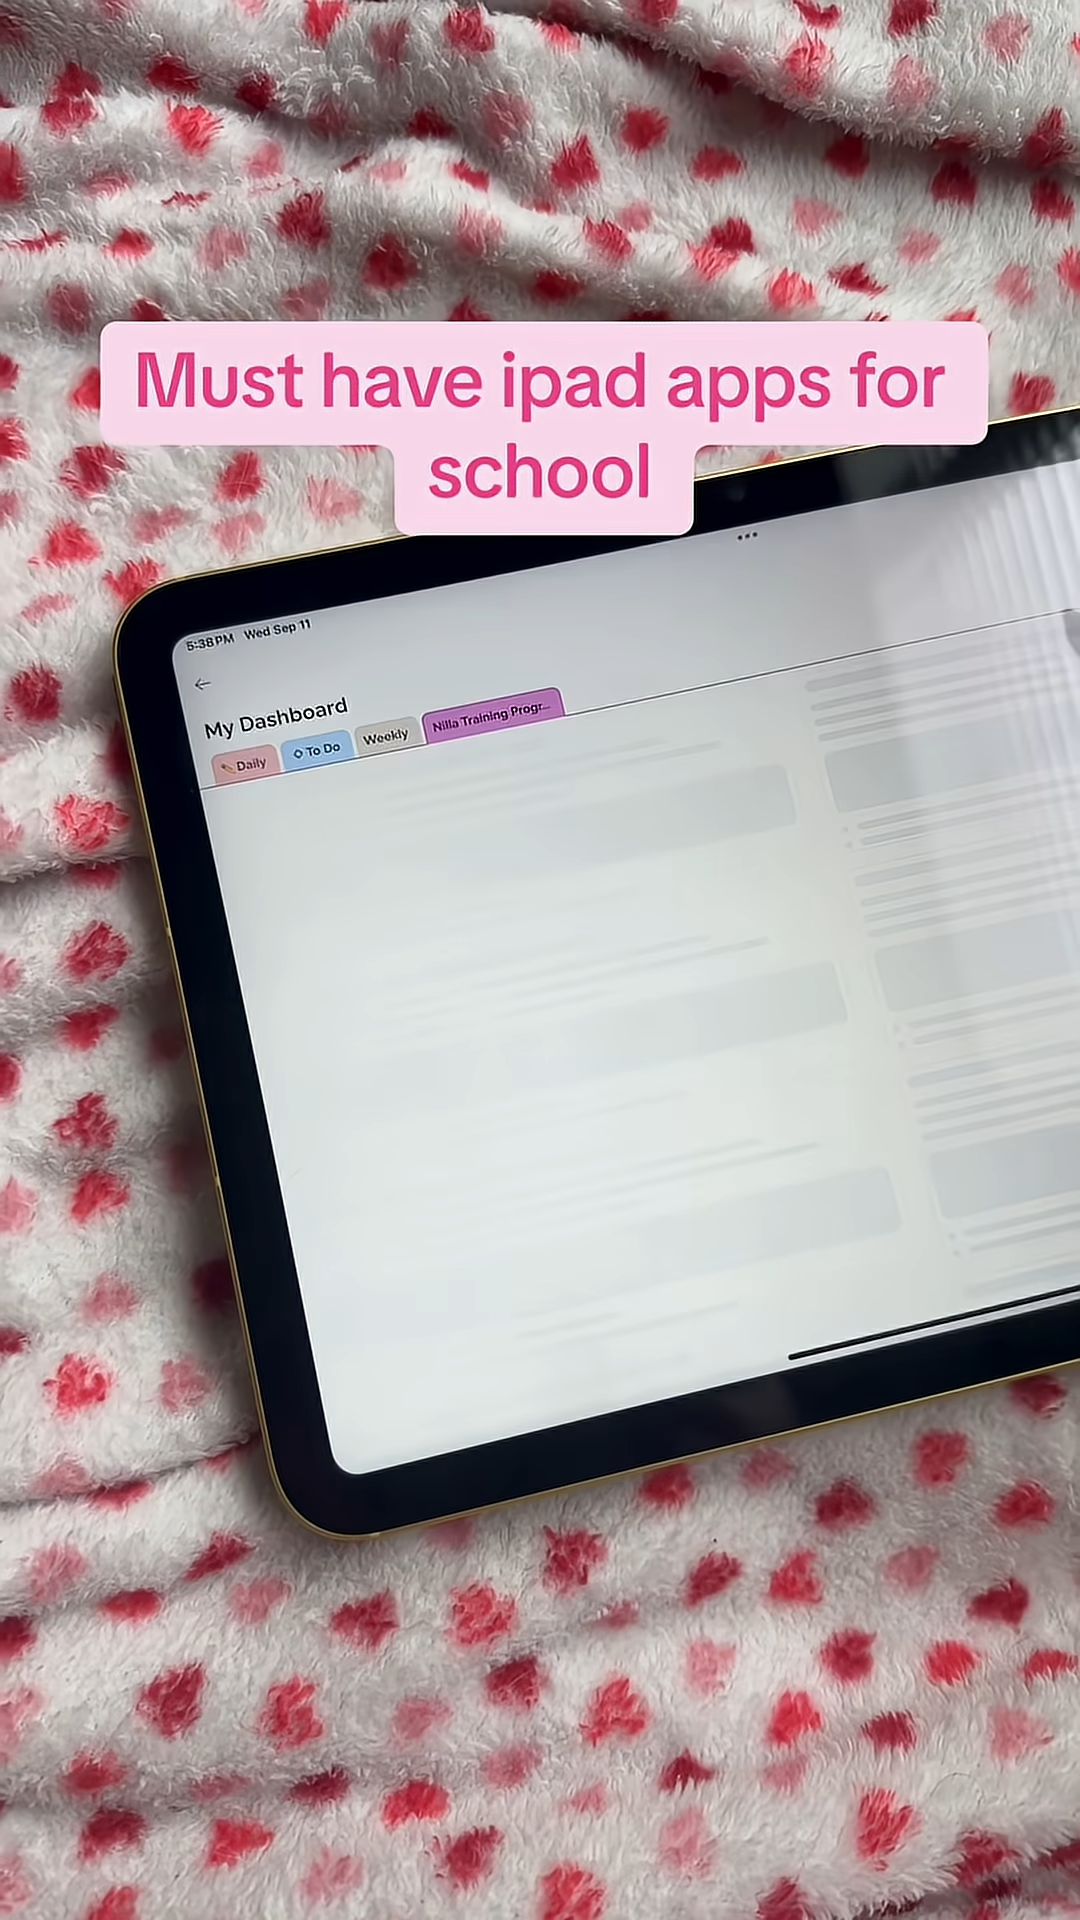 Must have ipad apps for
school
5:38 PM Wed Sep 11
My Dashboard
Daily
To Do
Weekly
Nilla Training Progr...